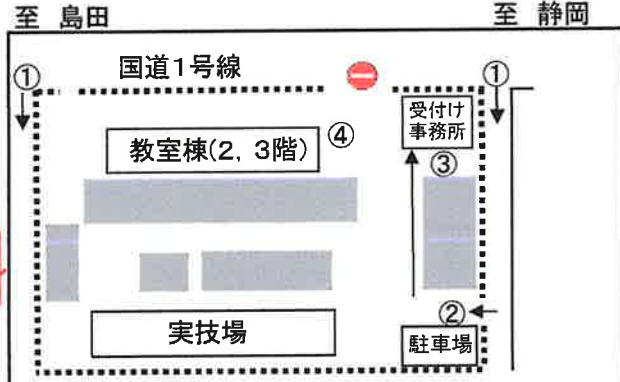 至 島田
至 静岡
国道1号線
①
①
受付け
事務所
教室棟(2, 3階)
④
③
②
実技場
駐車場